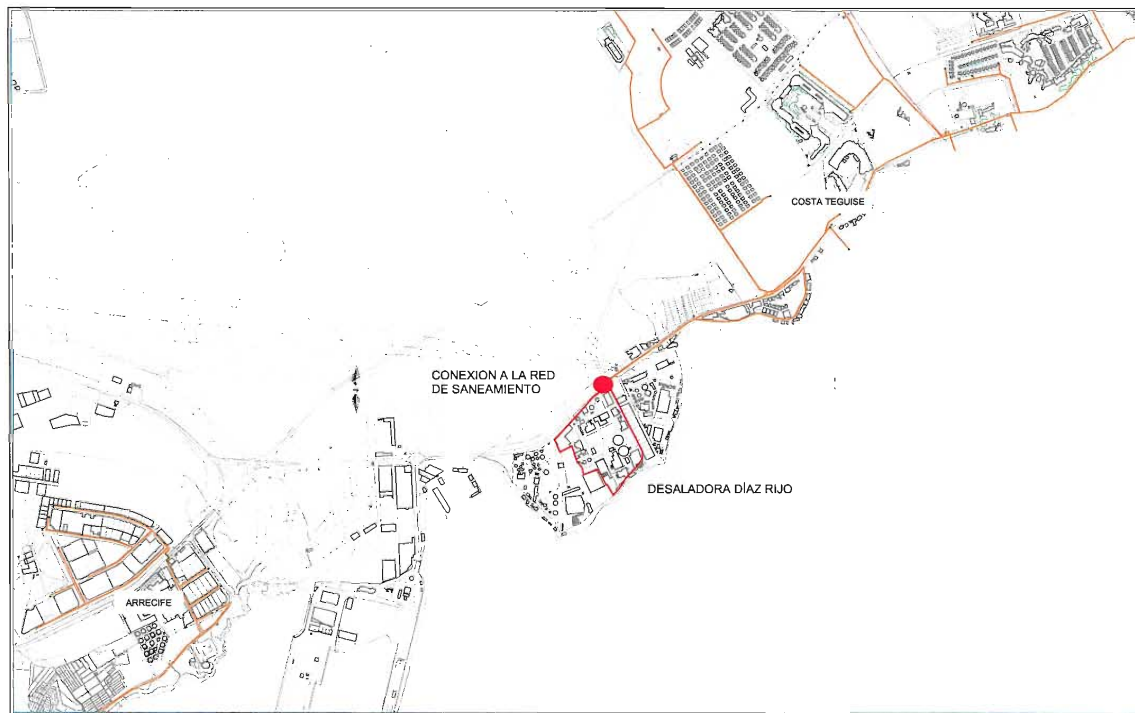 COSTA TEGUISE
CONEXION A LA RED
DE SANEAMIENTO
DESALADORA DÍAZ RIJO
ARRECIFE